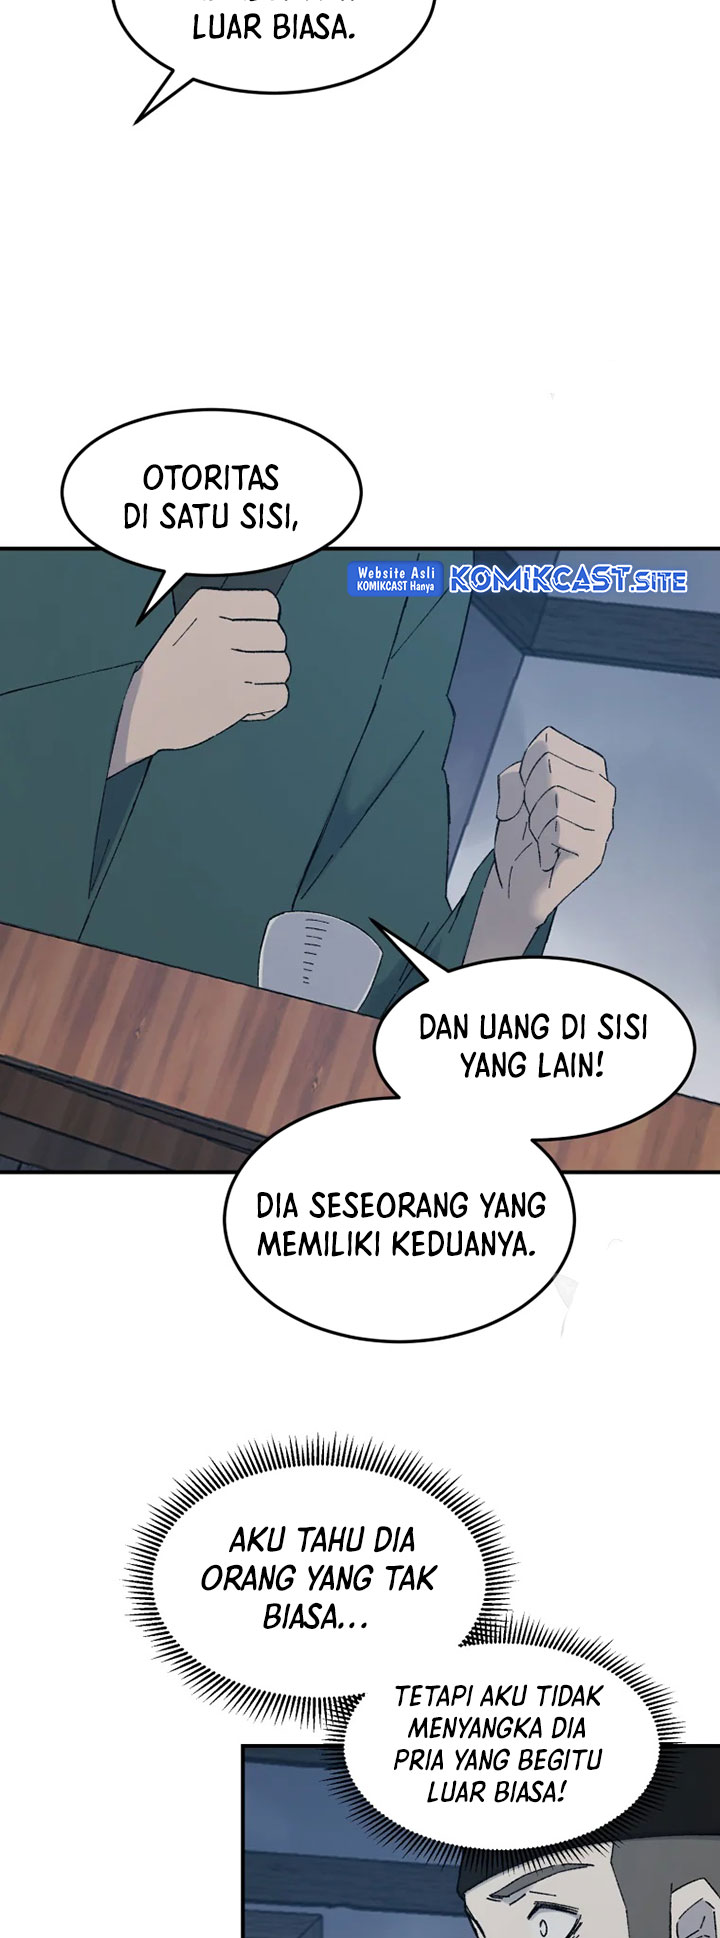 LUAR BIASA.
OTORITAS
DI SATU SISI,
Website Asli
KOMIKCAST Hanya
KOMIKCAST.SITE
DAN UANG DI SISI
YANG LAIN!
DIA SESEORANG YANG
MEMILIKI KEDUANYA.
AKU TAHU DIA
ORANG YANG TAK
BIASA...
TETAPI AKU TIDAK
MENYANGKA DIA
PRIA YANG BEGITU
LUAR BIASA!